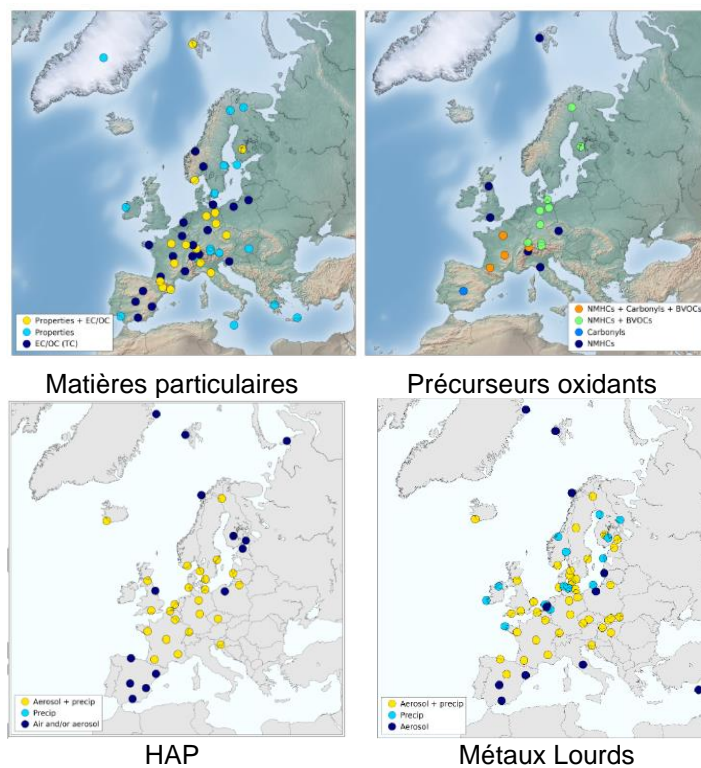 Properties + EC/OC
Properties
EC/OC (TC)
NMHCs + Carbonyls + BVOCs
NMHCs + BVOCs
Carbonyls
NMHCs
Matières particulaires
Précurseurs oxidants
Aerosol + precip
Precip
Air and/or aerosol
Aerosol + precip
Precip
Aerosol
HAP
Métaux Lourds